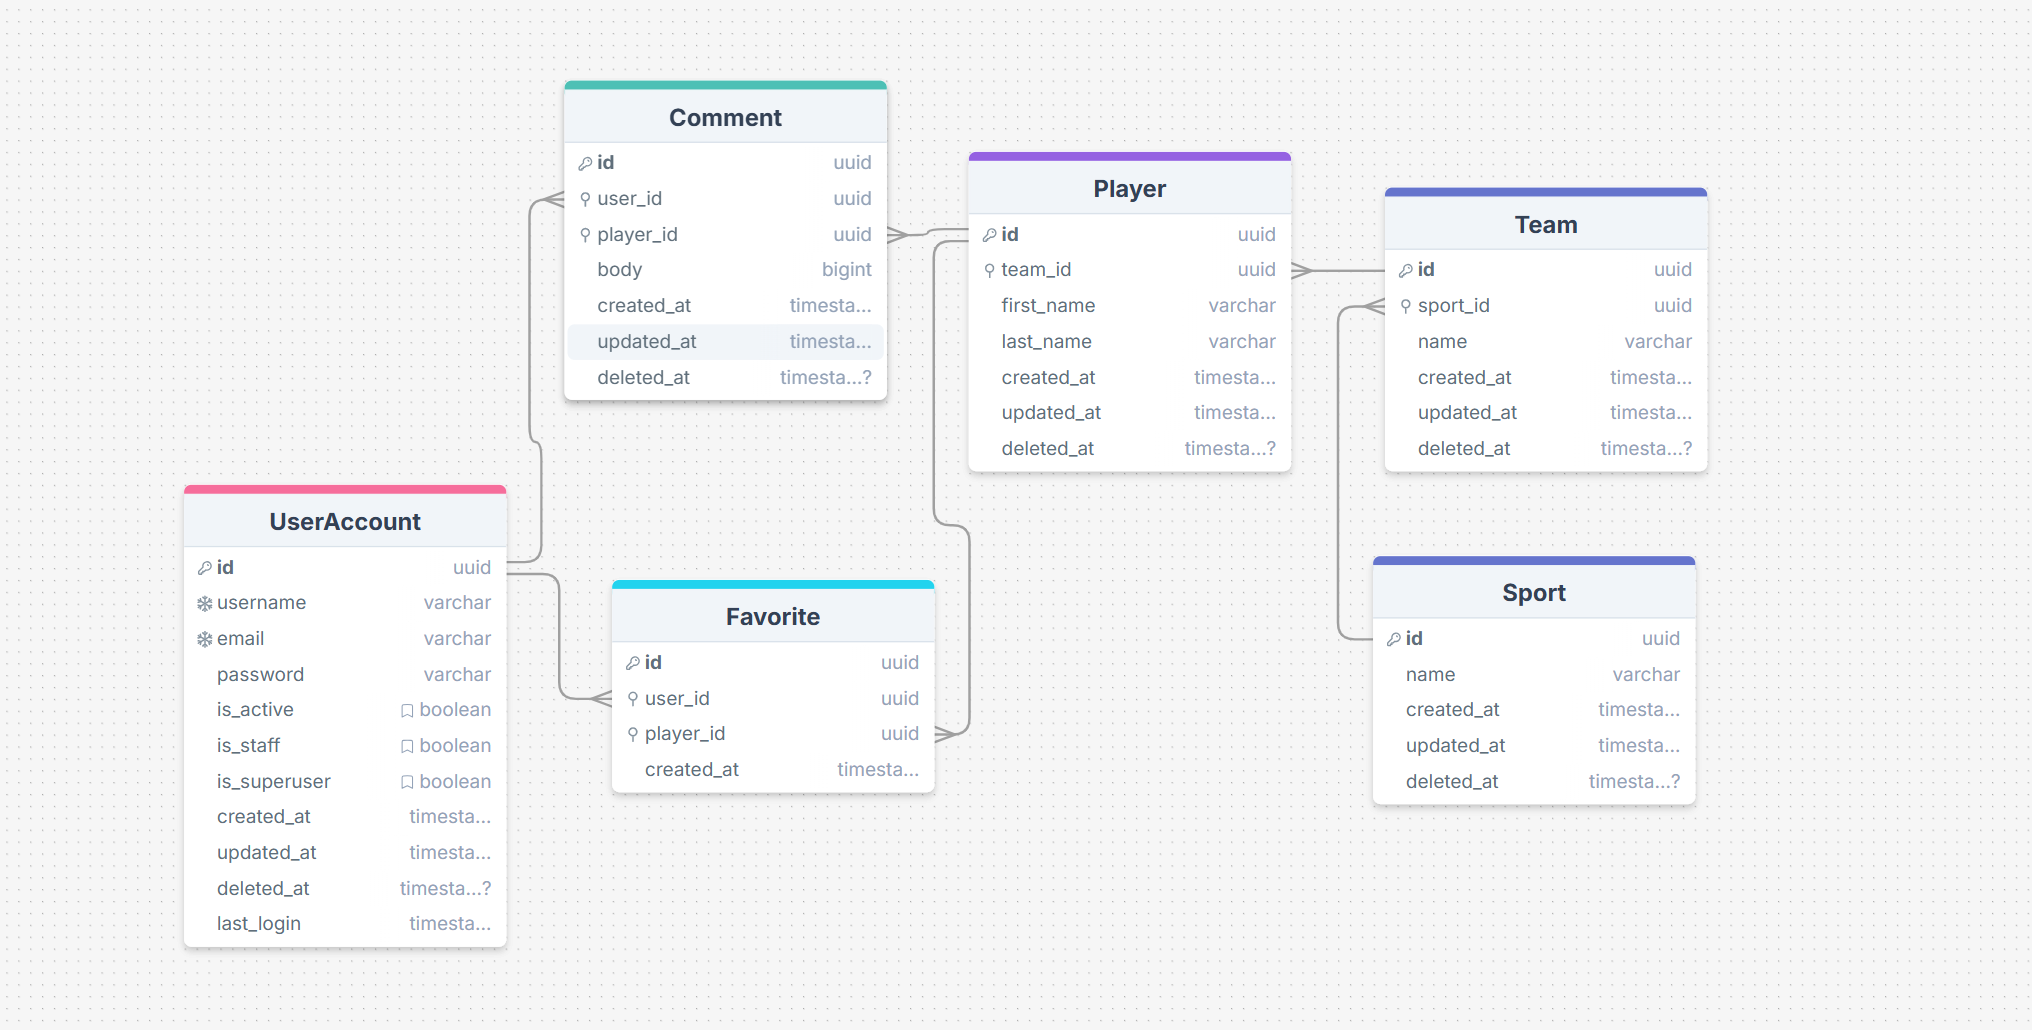 Comment
id uuid
user_id uuid
player_id uuid
body bigint
created_at timesta...
updated_at timesta...
deleted_at timesta...?
Player
id uuid
team_id uuid
first_name varchar
last_name varchar
created_at timesta...
updated_at timesta...
deleted_at timesta...?
Team
id uuid
sport_id uuid
name varchar
created_at timesta...
updated_at timesta...
deleted_at timesta...?
UserAccount
id uuid
username varchar
email varchar
password varchar
is_active boolean
is_staff boolean
is_superuser boolean
created_at timesta...
updated_at timesta...
deleted_at timesta...?
last_login timesta...
Favorite
id uuid
user_id uuid
player_id uuid
created_at timesta...
Sport
id uuid
name varchar
created_at timesta...
updated_at timesta...
deleted_at timesta...?